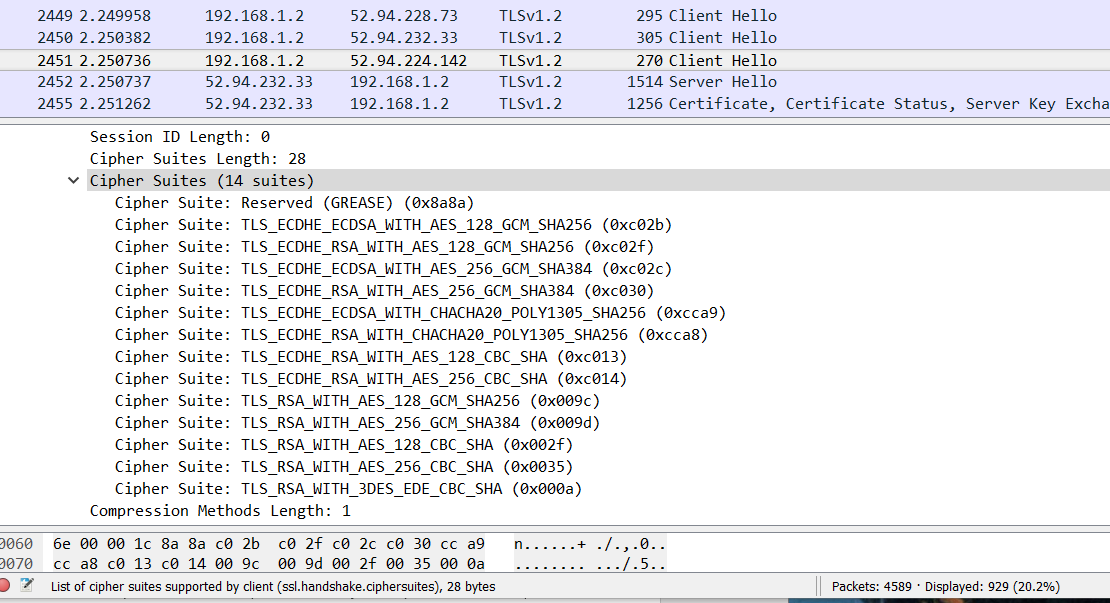 2449 2.249958 192.168.1.2 52.94.228.73 TLSv1.2 295 Client Hello
2450 2.250382 192.168.1.2 52.94.232.33 TLSv1.2 305 Client Hello
2451 2.250736 192.168.1.2 52.94.224.142 TLSv1.2 270 Client Hello
2452 2.250737 52.94.232.33 192.168.1.2 TLSv1.2 1514 Server Hello
2455 2.251262 52.94.232.33 192.168.1.2 TLSv1.2 1256 Certificate, Certificate Status, Server Key Excha
Session ID Length: 0
Cipher Suites Length: 28
Cipher Suites (14 suites)
Cipher Suite: Reserved (GREASE) (0x8a8a)
Cipher Suite: TLS_ECDHE_ECDSA_WITH_AES_128_GCM_SHA256 (0xc02b)
Cipher Suite: TLS_ECDHE_RSA_WITH_AES_128_GCM_SHA256 (0xc02f)
Cipher Suite: TLS_ECDHE_ECDSA_WITH_AES_256_GCM_SHA384 (0xc02c)
Cipher Suite: TLS_ECDHE_RSA_WITH_AES_256_GCM_SHA384 (0xc030)
Cipher Suite: TLS_ECDHE_ECDSA_WITH_CHACHA20_POLY1305_SHA256 (0xcca9)
Cipher Suite: TLS_ECDHE_RSA_WITH_CHACHA20_POLY1305_SHA256 (0xcca8)
Cipher Suite: TLS_ECDHE_RSA_WITH_AES_128_CBC_SHA (0xc013)
Cipher Suite: TLS_ECDHE_RSA_WITH_AES_256_CBC_SHA (0xc014)
Cipher Suite: TLS_RSA_WITH_AES_128_GCM_SHA256 (0x009c)
Cipher Suite: TLS_RSA_WITH_AES_256_GCM_SHA384 (0x009d)
Cipher Suite: TLS_RSA_WITH_AES_128_CBC_SHA (0x002f)
Cipher Suite: TLS_RSA_WITH_AES_256_CBC_SHA (0x0035)
Cipher Suite: TLS_RSA_WITH_3DES_EDE_CBC_SHA (0x000a)
Compression Methods Length: 1
0060 6e 00 00 1c 8a 8a c0 2b c0 2f c0 2c c0 30 cc a9 n......+ ./.,.0..
0070 cc a8 c0 13 c0 14 00 9c 00 9d 00 2f 00 35 00 0a ........ .../.5..
List of cipher suites supported by client (ssl.handshake.ciphersuites), 28 bytes Packets: 4589 · Displayed: 929 (20.2%)